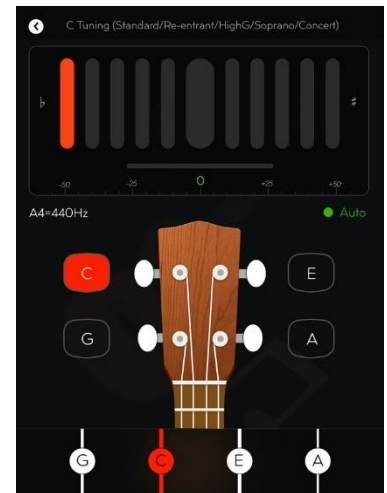 C Tuning (Standard/Re-entrant/HighG/Soprano/Concert)
♭ ♯
-50 -25 0 +25 +50
A4=440Hz Auto
C E
G A
G C E A